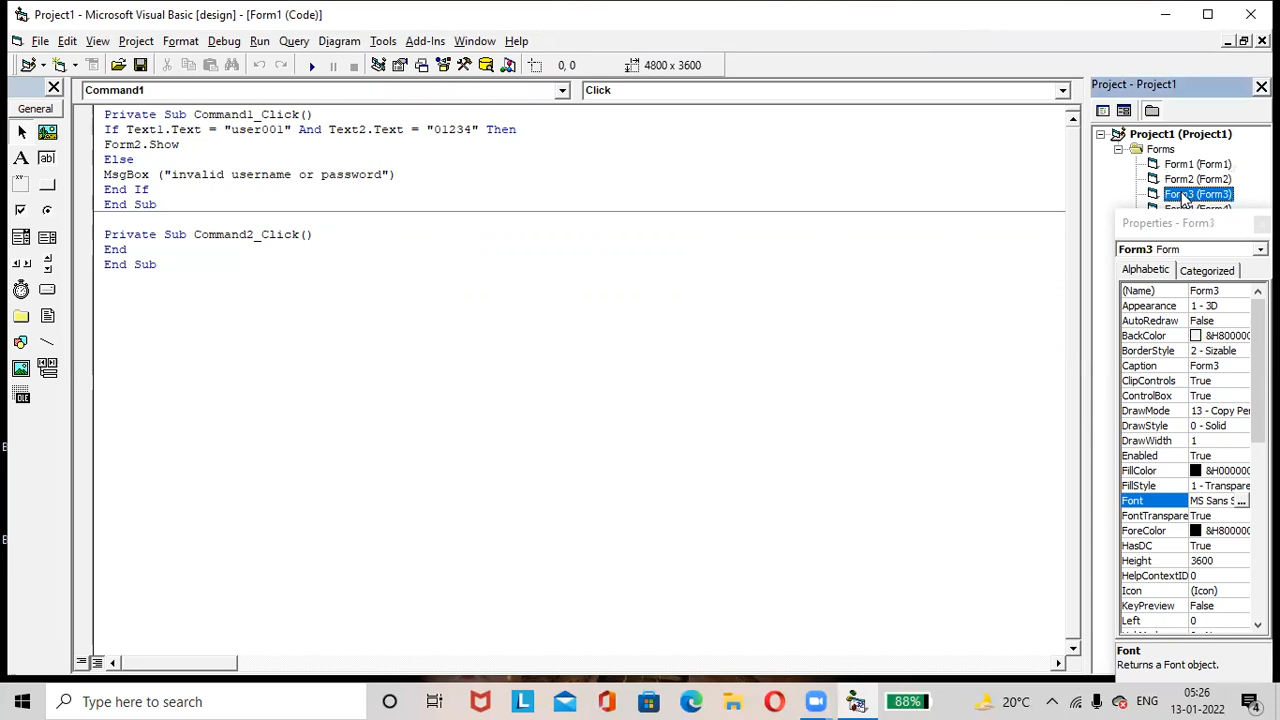 Project1 - Microsoft Visual Basic [design] - [Form1 (Code)]
File Edit View Project Format Debug Run Query Diagram Tools Add-Ins Window Help
0, 0 4800 x 3600
General
Command1
Click
Private Sub Command1_Click()
If Text1.Text = "user001" And Text2.Text = "01234" Then
Form2.Show
Else
MsgBox ("invalid username or password")
End If
End Sub
Private Sub Command2_Click()
End
End Sub
Project - Project1
Project1 (Project1)
Forms
Form1 (Form1)
Form2 (Form2)
Form3 (Form3)
Properties - Form3
Form3 Form
Alphabetic Categorized
(Name) Form3
Appearance 1 - 3D
AutoRedraw False
BackColor &H80000
BorderStyle 2 - Sizable
Caption Form3
ClipControls True
ControlBox True
DrawMode 13 - Copy Pe
DrawStyle 0 - Solid
DrawWidth 1
Enabled True
FillColor &H00000
FillStyle 1 - Transpare
Font MS Sans S ...
FontTranspare True
ForeColor &H80000
HasDC True
Height 3600
HelpContextID 0
Icon (Icon)
KeyPreview False
Left 0
Font
Returns a Font object.
Type here to search
88%
20°C
ENG
05:26
13-01-2022
4